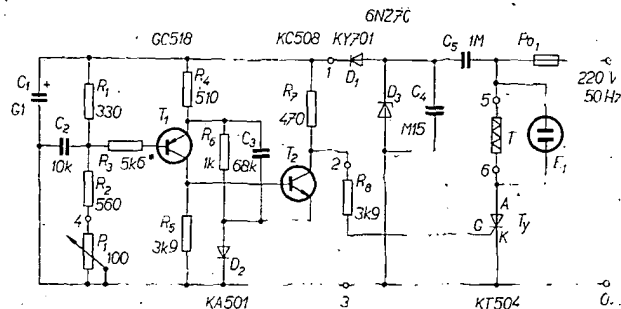 6NZ70
GC518
KC508
KY701
C5
1M
Po1
C1
+
G1
R1
330
R4
510
R7
470
1
D1
D3
C4
M15
220 V
50 Hz
5
C2
10k
R3
5k6
T1
R6
1k
C3
68k
T2
2
T
E1
R2
560
R8
3k9
6
4
A
Ty
G
K
P1
100
R5
3k9
D2
KA501
3
KT504
0